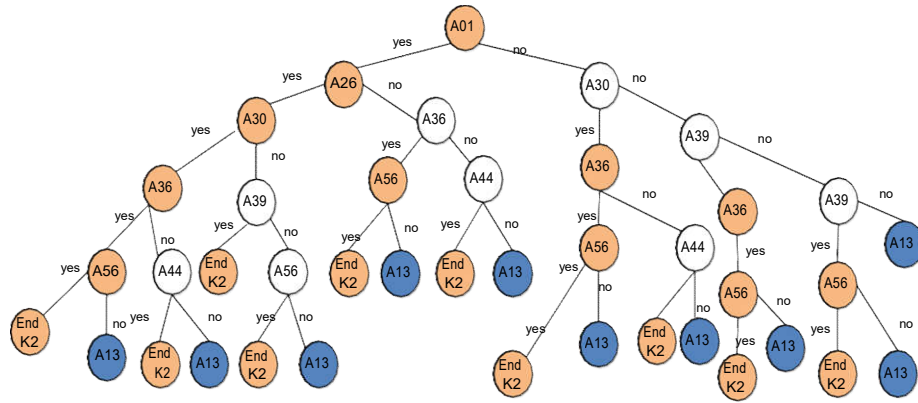 A01
yes
no
A26
A30
yes
no
no
A30
A36
A39
yes
no
yes
no
yes
no
A36
A56
A44
A36
A39
A36
A39
no
yes
no
yes
no
yes
no
yes
no
yes
no
yes
yes
A56
A44
A39
A56
End
K2
End
K2
A13
End
K2
A13
A56
A44
A56
A56
A13
yes
no
yes
no
yes
no
yes
no
no
yes
no
yes
no
End
K2
A13
End
K2
A13
End
K2
A13
End
K2
A13
End
K2
A13
End
K2
A13
End
K2
A13